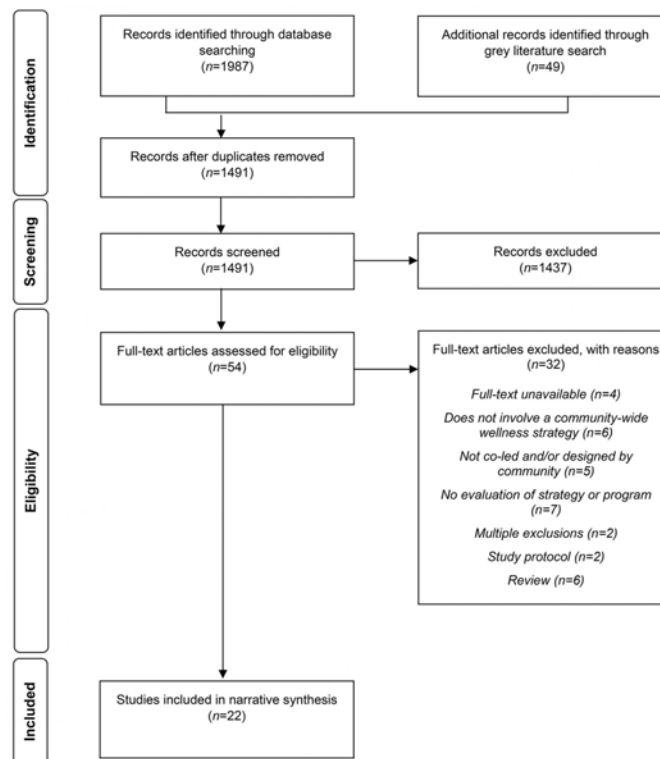 Identification
Records identified through database
searching
(n=1987)
Additional records identified through
grey literature search
(n=49)
Records after duplicates removed
(n=1491)
Screening
Records screened
(n=1491)
Records excluded
(n=1437)
Eligibility
Full-text articles assessed for eligibility
(n=54)
Full-text articles excluded, with reasons
(n=32)
Full-text unavailable (n=4)
Does not involve a community-wide
wellness strategy (n=6)
Not co-led and/or designed by
community (n=5)
No evaluation of strategy or program
(n=7)
Multiple exclusions (n=2)
Study protocol (n=2)
Review (n=6)
Included
Studies included in narrative synthesis
(n=22)